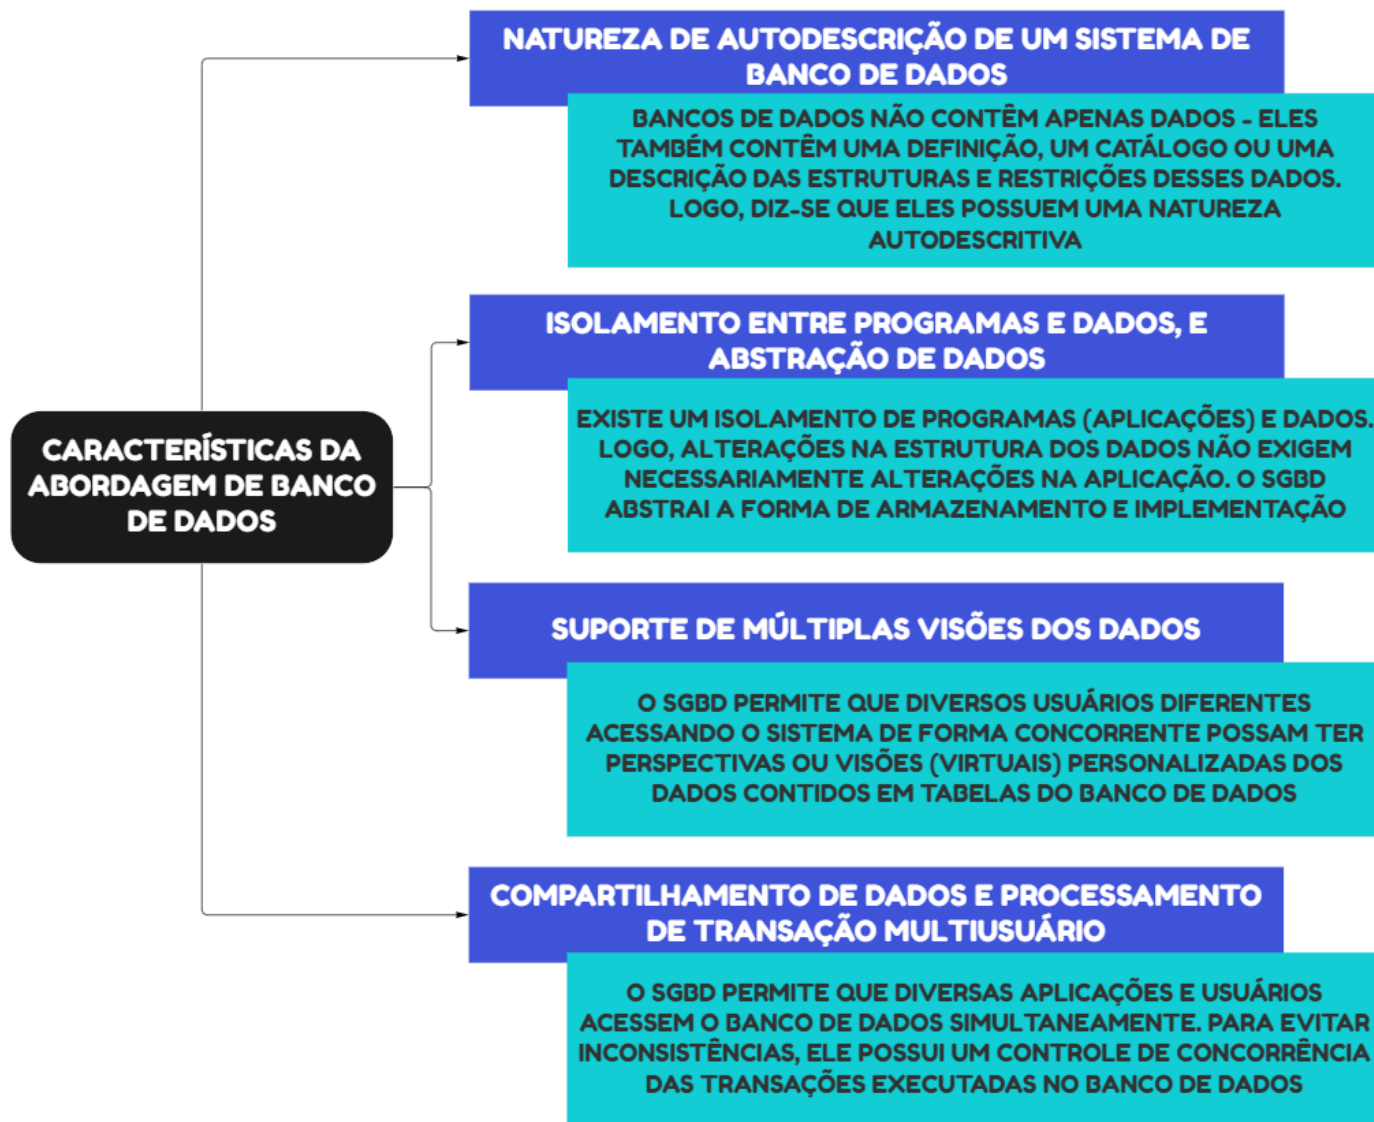 CARACTERÍSTICAS DA
ABORDAGEM DE BANCO
DE DADOS
NATUREZA DE AUTODESCRIÇÃO DE UM SISTEMA DE
BANCO DE DADOS
BANCOS DE DADOS NÃO CONTÊM APENAS DADOS - ELES
TAMBÉM CONTÊM UMA DEFINIÇÃO, UM CATÁLOGO OU UMA
DESCRIÇÃO DAS ESTRUTURAS E RESTRIÇÕES DESSES DADOS.
LOGO, DIZ-SE QUE ELES POSSUEM UMA NATUREZA
AUTODESCRITIVA
ISOLAMENTO ENTRE PROGRAMAS E DADOS, E
ABSTRAÇÃO DE DADOS
EXISTE UM ISOLAMENTO DE PROGRAMAS (APLICAÇÕES) E DADOS.
LOGO, ALTERAÇÕES NA ESTRUTURA DOS DADOS NÃO EXIGEM
NECESSARIAMENTE ALTERAÇÕES NA APLICAÇÃO. O SGBD
ABSTRAI A FORMA DE ARMAZENAMENTO E IMPLEMENTAÇÃO
SUPORTE DE MÚLTIPLAS VISÕES DOS DADOS
O SGBD PERMITE QUE DIVERSOS USUÁRIOS DIFERENTES
ACESSANDO O SISTEMA DE FORMA CONCORRENTE POSSAM TER
PERSPECTIVAS OU VISÕES (VIRTUAIS) PERSONALIZADAS DOS
DADOS CONTIDOS EM TABELAS DO BANCO DE DADOS
COMPARTILHAMENTO DE DADOS E PROCESSAMENTO
DE TRANSAÇÃO MULTIUSUÁRIO
O SGBD PERMITE QUE DIVERSAS APLICAÇÕES E USUÁRIOS
ACESSEM O BANCO DE DADOS SIMULTANEAMENTE. PARA EVITAR
INCONSISTÊNCIAS, ELE POSSUI UM CONTROLE DE CONCORRÊNCIA
DAS TRANSAÇÕES EXECUTADAS NO BANCO DE DADOS